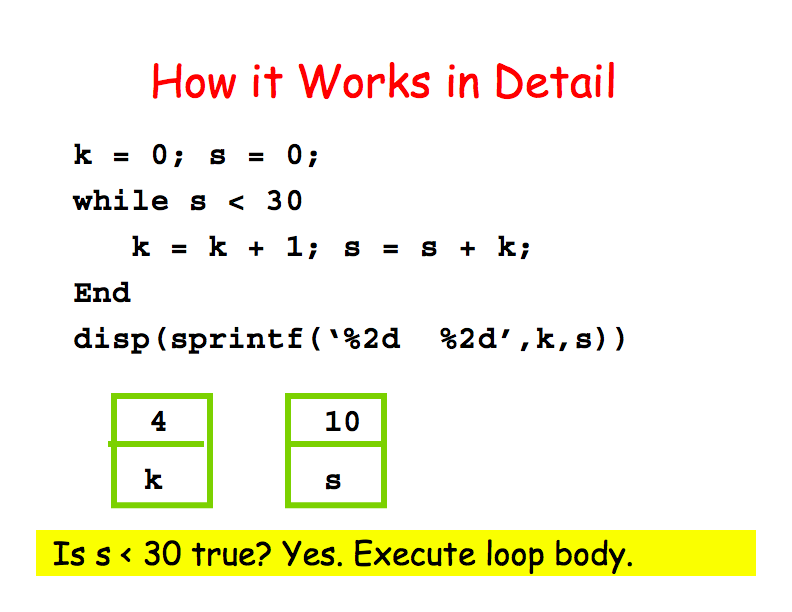 How it Works in Detail
k = 0; s = 0;
while s < 30
k = k + 1; s = s + k;
End
disp(sprintf(‘%2d  %2d’,k,s))
4 10
k s
Is s < 30 true? Yes. Execute loop body.